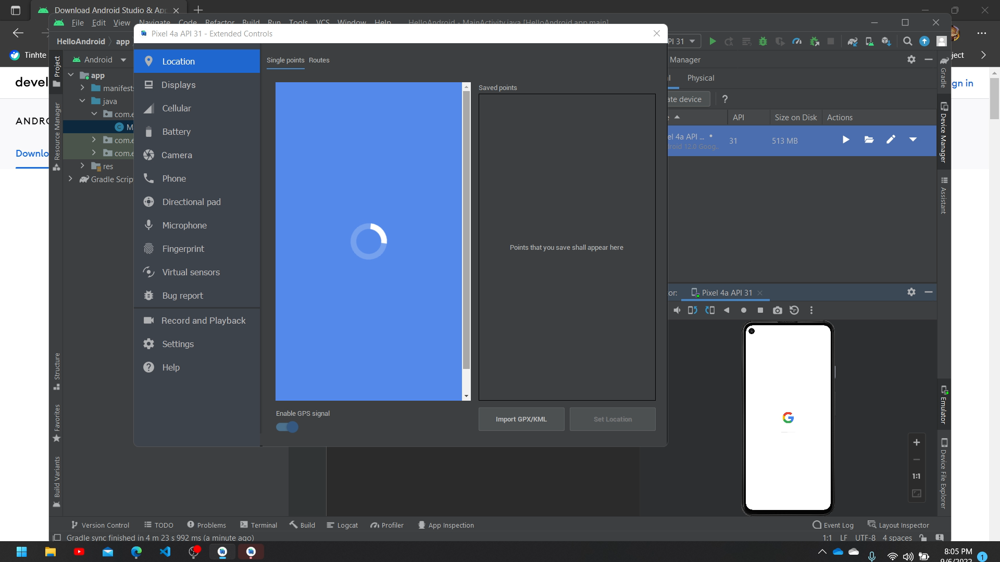 Download Android Studio & Ap
File Edit View Navigate Code Refactor Build Run Tools VCS Window Help HelloAndroid - MainActivity.java [HelloAndroid.app.main]
Pixel 4a API 31 - Extended Controls
HelloAndroid app
PI 31
Tinhte
ject
Android
Manager
Physical
app
manifests
java
com.e
M
com.e
com.e
res
Gradle Scrip
devel
gn in
ANDRO
Downlo
Project
Resource Manager
Structure
Favorites
Build Variants
Location
Displays
Cellular
Battery
Camera
Phone
Directional pad
Microphone
Fingerprint
Virtual sensors
Bug report
Record and Playback
Settings
Help
Single points Routes
Saved points
Points that you save shall appear here
Enable GPS signal
Import GPX/KML
Set Location
ate device ?
API Size on Disk Actions
el 4a API ...
31 513 MB
roid 12.0 Goog..
or: Pixel 4a API 31
G
1:1
Gradle
Device Manager
Assistant
Emulator
Device File Explorer
Version Control TODO Problems Terminal Build Logcat Profiler App Inspection Event Log Layout Inspector
Gradle sync finished in 4 m 23 s 992 ms (a minute ago)
1:1 LF UTF-8 4 spaces
8:05 PM
9/6/2022
1